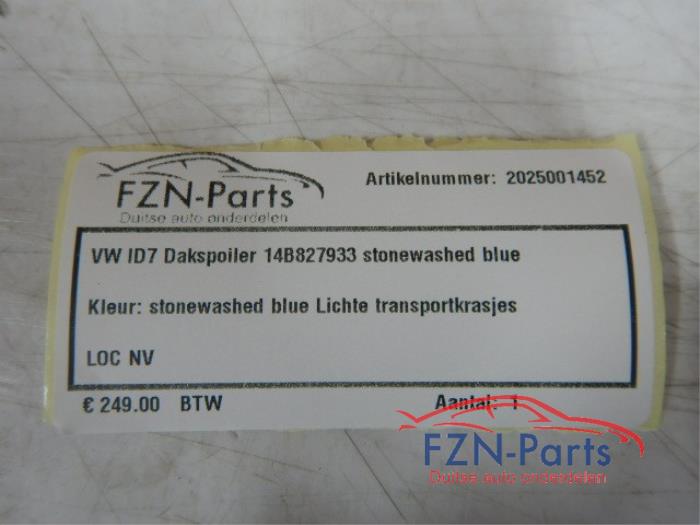 FZN-Parts
Duitse auto onderdelen
Artikelnummer: 2025001452
VW ID7 Dakspoiler 14B827933 stonewashed blue
Kleur: stonewashed blue Lichte transportkrasjes
LOC NV
€ 249.00 BTW
Aantal: 1
FZN-Parts
Duitse auto onderdelen